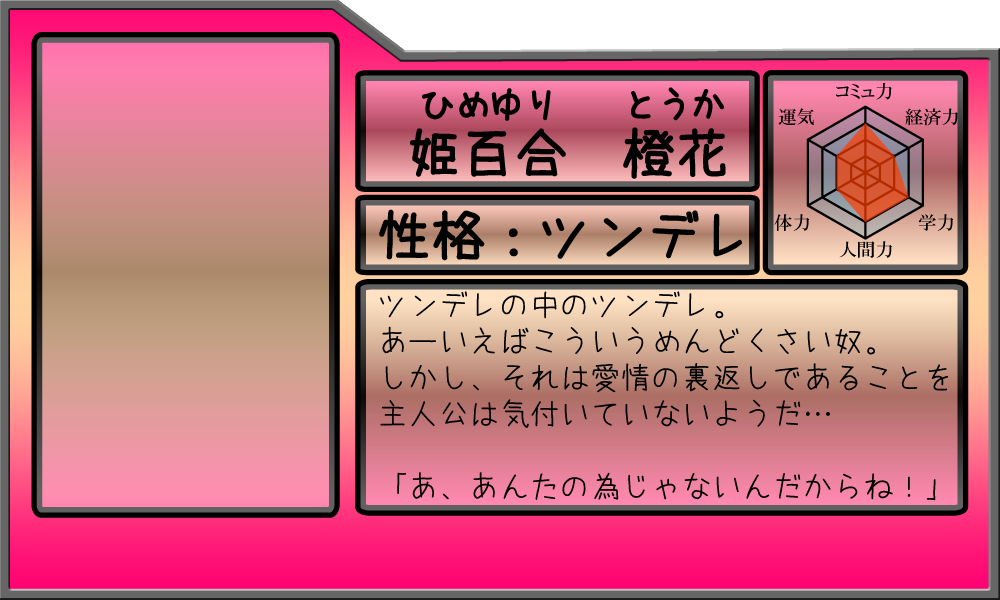 ひめゆり　とうか
姫百合　橙花
性格：ツンデレ
コミュ力
運気
経済力
体力
学力
人間力
ツンデレの中のツンデレ。
あーいえばこういうめんどくさい奴。
しかし、それは愛情の裏返しであることを
主人公は気付いていないようだ…
「あ、あんたの為じゃないんだからね！」